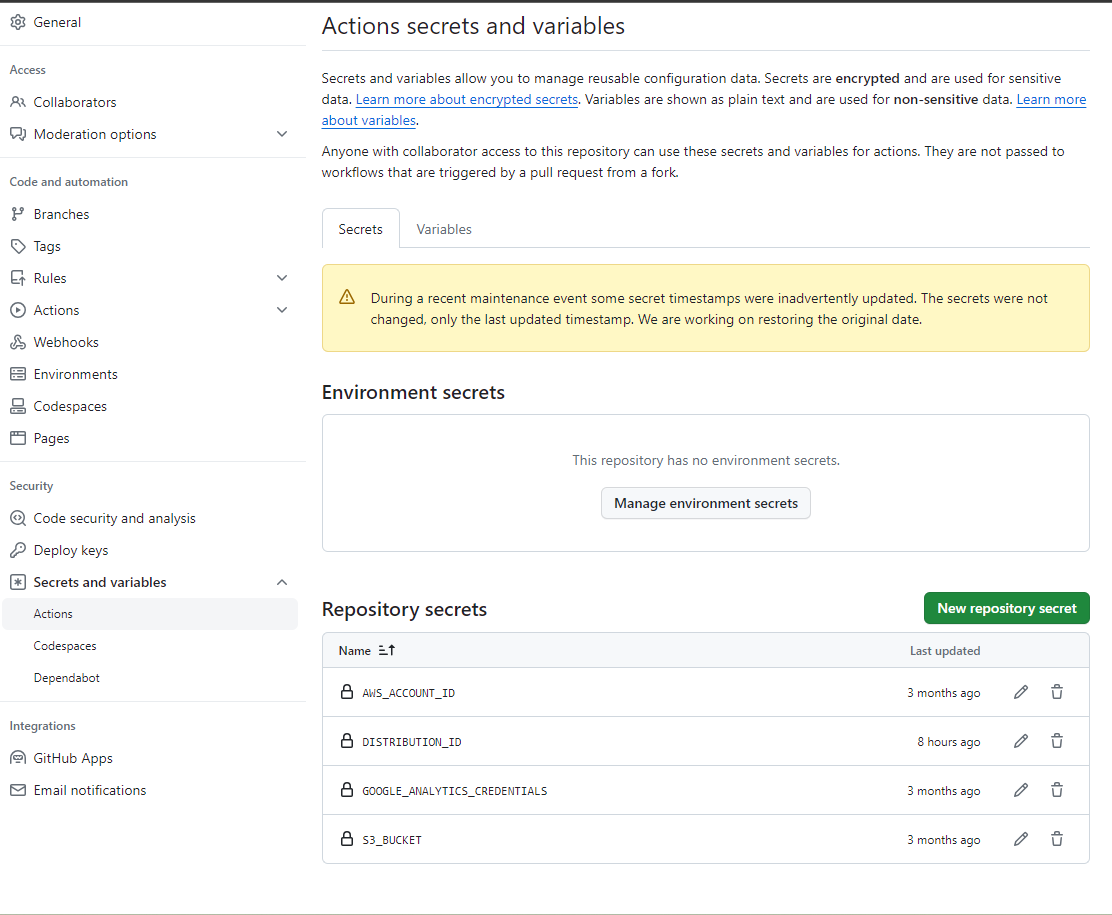 General
Access
Collaborators
Moderation options
Code and automation
Branches
Tags
Rules
Actions
Webhooks
Environments
Codespaces
Pages
Security
Code security and analysis
Deploy keys
Secrets and variables
Actions
Codespaces
Dependabot
Integrations
GitHub Apps
Email notifications
Actions secrets and variables
Secrets and variables allow you to manage reusable configuration data. Secrets are encrypted and are used for sensitive
data. Learn more about encrypted secrets. Variables are shown as plain text and are used for non-sensitive data. Learn more
about variables.
Anyone with collaborator access to this repository can use these secrets and variables for actions. They are not passed to
workflows that are triggered by a pull request from a fork.
Secrets Variables
During a recent maintenance event some secret timestamps were inadvertently updated. The secrets were not
changed, only the last updated timestamp. We are working on restoring the original date.
Environment secrets
This repository has no environment secrets.
Manage environment secrets
Repository secrets New repository secret
Name Last updated
AWS_ACCOUNT_ID 3 months ago
DISTRIBUTION_ID 8 hours ago
GOOGLE_ANALYTICS_CREDENTIALS 3 months ago
S3_BUCKET 3 months ago